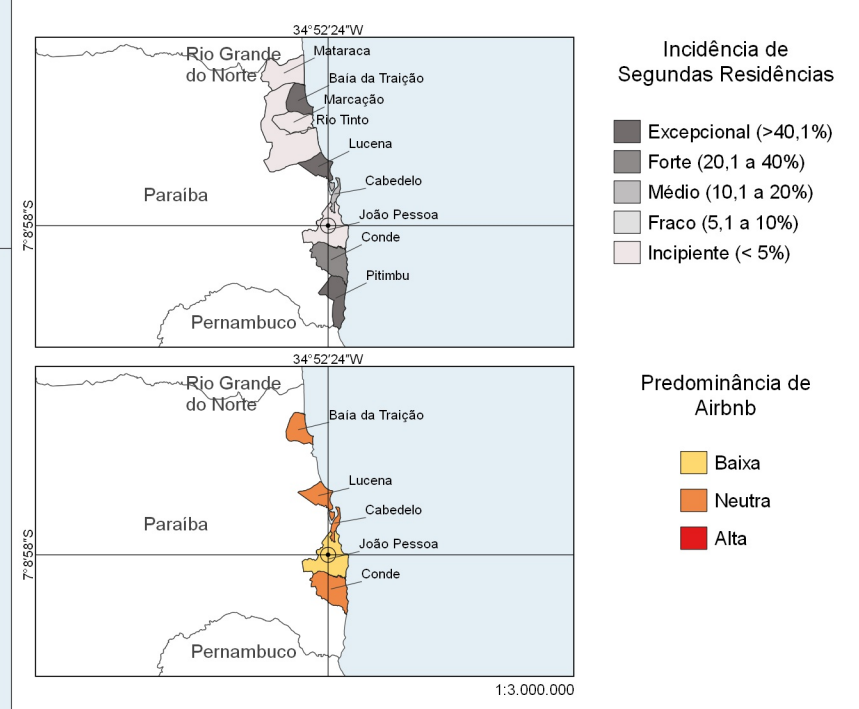 34°52'24"W
Rio Grande
do Norte
Mataraca
Baía da Traição
Marcação
Rio Tinto
Lucena
Paraíba
Cabedelo
João Pessoa
7°8'58"S
Conde
Pitimbu
Pernambuco
Incidência de
Segundas Residências
Excepcional (>40,1%)
Forte (20,1 a 40%)
Médio (10,1 a 20%)
Fraco (5,1 a 10%)
Incipiente (< 5%)
34°52'24"W
Rio Grande
do Norte
Baía da Traição
Lucena
Cabedelo
Paraíba
João Pessoa
7°8'58"S
Conde
Pernambuco
1:3.000.000
Predominância de
Airbnb
Baixa
Neutra
Alta